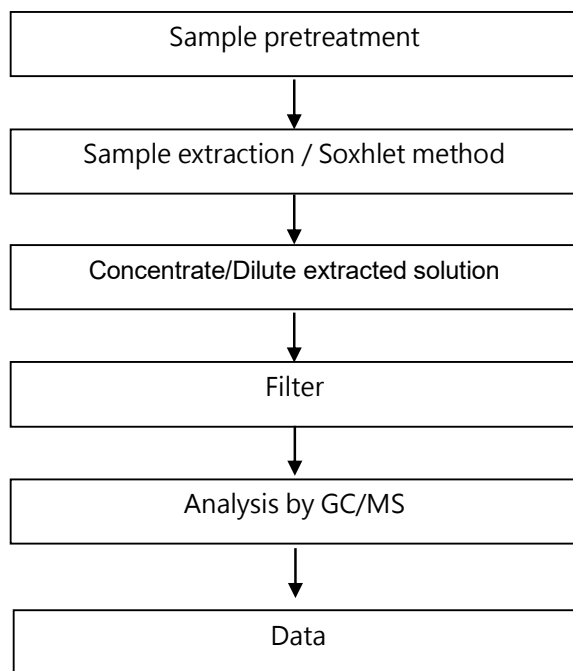 Sample pretreatment
Sample extraction / Soxhlet method
Concentrate/Dilute extracted solution
Filter
Analysis by GC/MS
Data